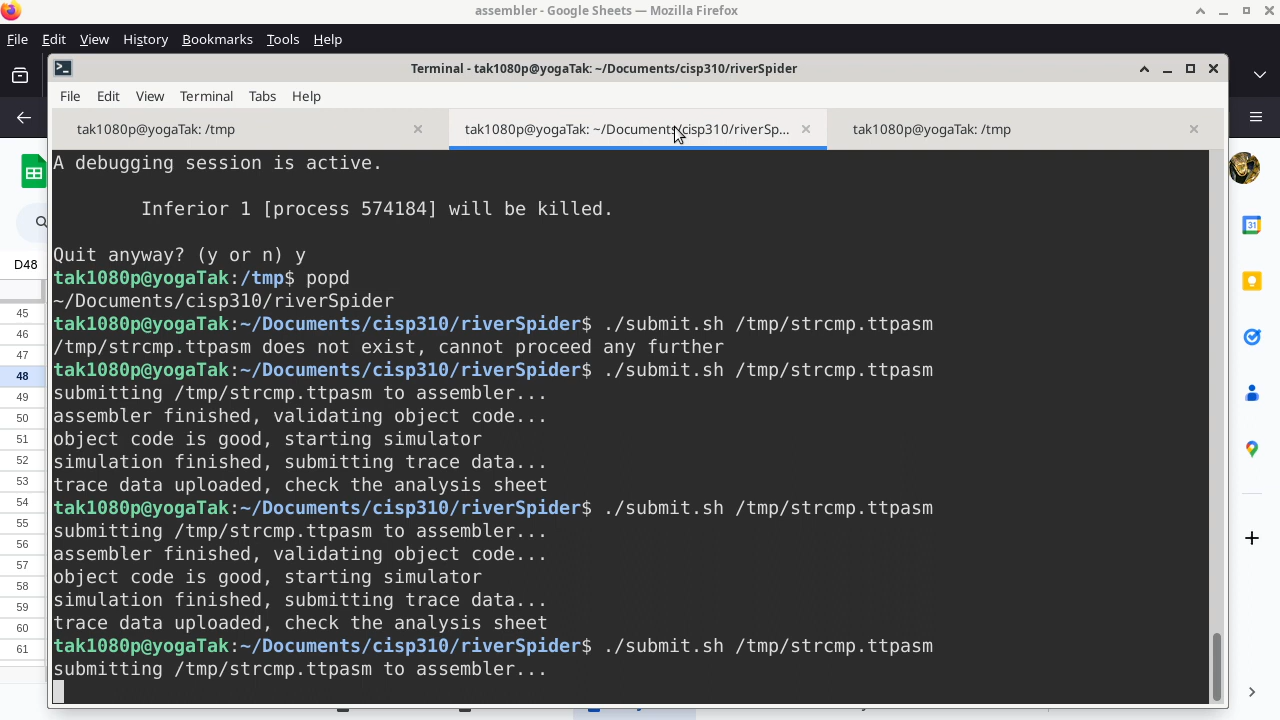 assembler - Google Sheets — Mozilla Firefox
File Edit View History Bookmarks Tools Help
Terminal - tak1080p@yogaTak: ~/Documents/cisp310/riverSpider
File Edit View Terminal Tabs Help
tak1080p@yogaTak: /tmp
tak1080p@yogaTak: ~/Documents/cisp310/riverSp...
tak1080p@yogaTak: /tmp
A debugging session is active.
Inferior 1 [process 574184] will be killed.
Quit anyway? (y or n) y
tak1080p@yogaTak:/tmp$ popd
~/Documents/cisp310/riverSpider
tak1080p@yogaTak:~/Documents/cisp310/riverSpider$ ./submit.sh /tmp/strcmp.ttpasm
/tmp/strcmp.ttpasm does not exist, cannot proceed any further
tak1080p@yogaTak:~/Documents/cisp310/riverSpider$ ./submit.sh /tmp/strcmp.ttpasm
submitting /tmp/strcmp.ttpasm to assembler...
assembler finished, validating object code...
object code is good, starting simulator
simulation finished, submitting trace data...
trace data uploaded, check the analysis sheet
tak1080p@yogaTak:~/Documents/cisp310/riverSpider$ ./submit.sh /tmp/strcmp.ttpasm
submitting /tmp/strcmp.ttpasm to assembler...
assembler finished, validating object code...
object code is good, starting simulator
simulation finished, submitting trace data...
trace data uploaded, check the analysis sheet
tak1080p@yogaTak:~/Documents/cisp310/riverSpider$ ./submit.sh /tmp/strcmp.ttpasm
submitting /tmp/strcmp.ttpasm to assembler...
D48
45
46
47
48
49
50
51
52
53
54
55
56
57
58
59
60
61
31